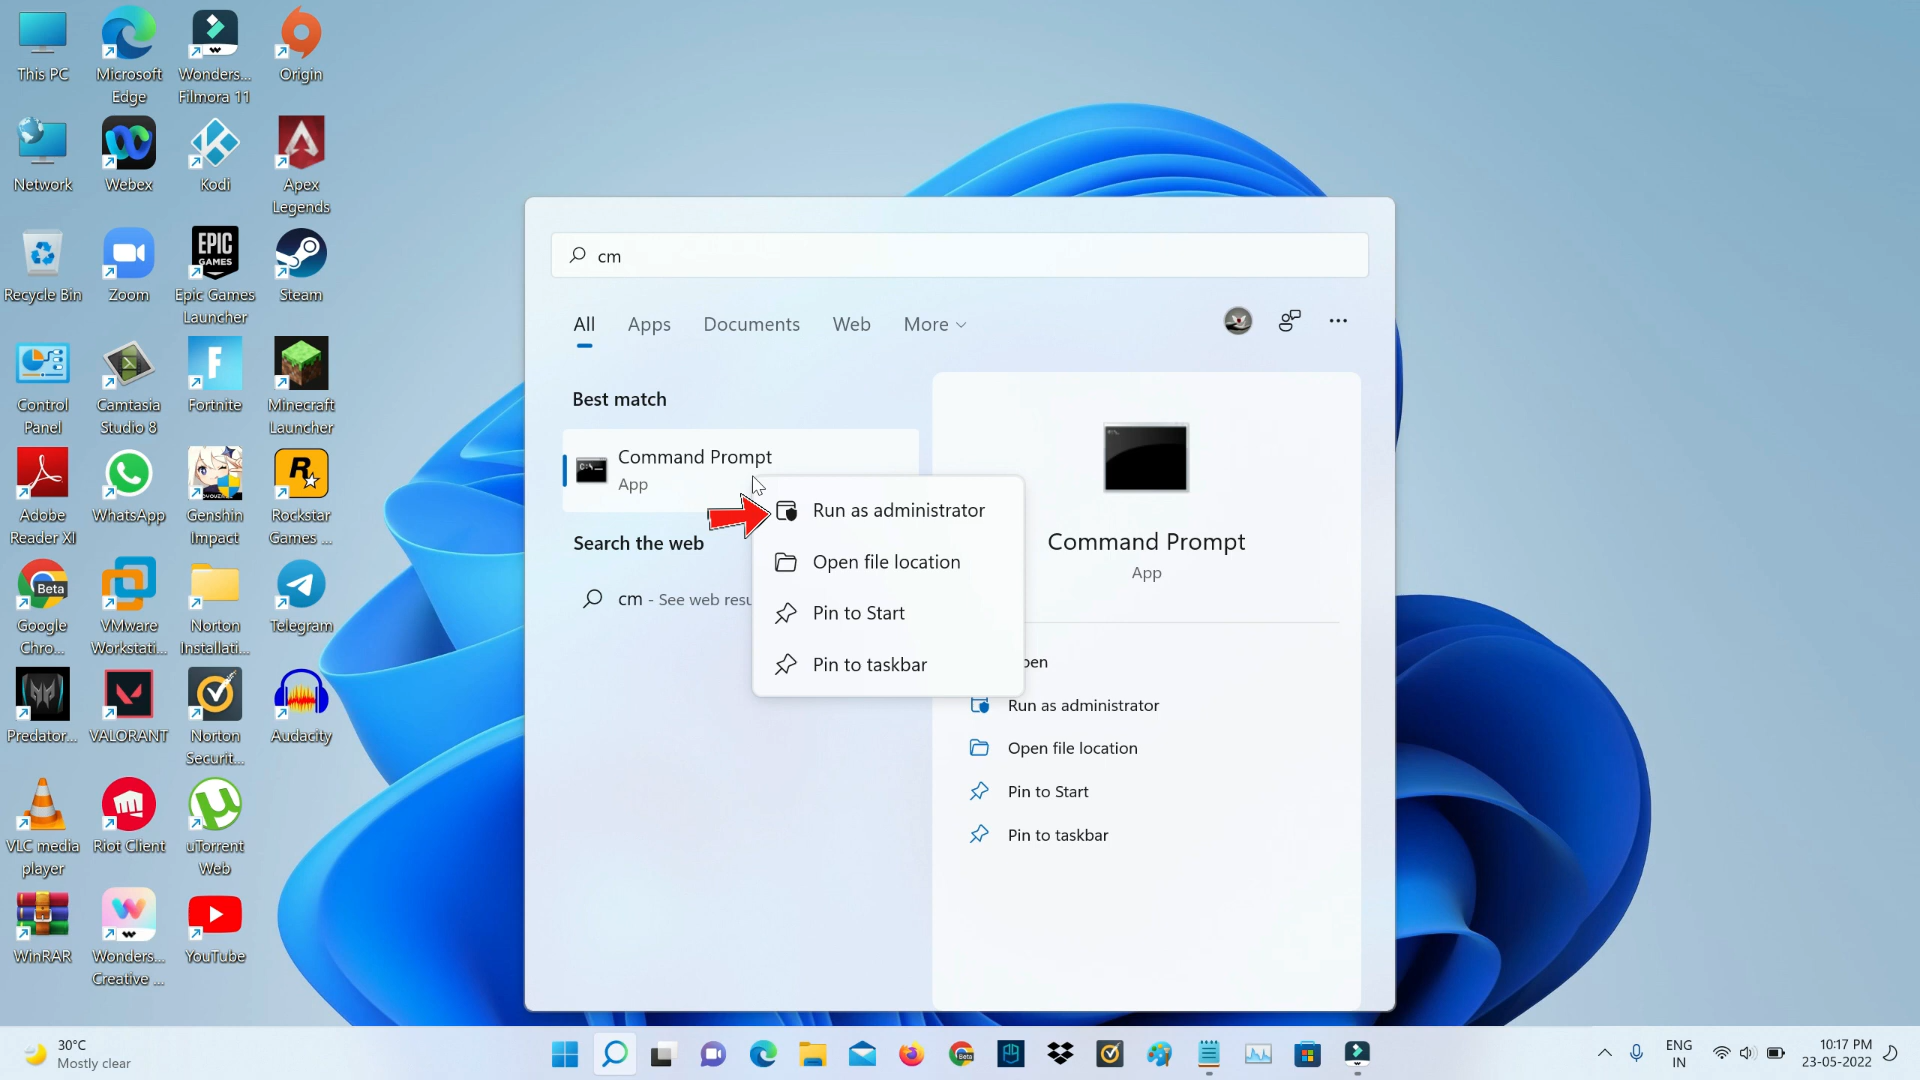 This PC
Microsoft
Edge
Wonders...
Filmora 11
Origin
Network
Webex
Kodi
Apex
Legends
Recycle Bin
Zoom
EPIC
GAMES
Epic Games
Launcher
Steam
Control
Panel
Camtasia
Studio 8
Fortnite
Minecraft
Launcher
Adobe
Reader XI
WhatsApp
Genshin
Impact
Rockstar
Games ...
Beta
Google
Chro...
VMware
Workstati...
Norton
Installati...
Telegram
Predator...
VALORANT
Norton
Securit...
Audacity
VLC media
player
Riot Client
uTorrent
Web
WinRAR
Wonders...
Creative ...
YouTube
cm
All
Apps
Documents
Web
More
Best match
Command Prompt
App
Search the web
cm - See web resu
Run as administrator
Open file location
Pin to Start
Pin to taskbar
Command Prompt
App
pen
Run as administrator
Open file location
Pin to Start
Pin to taskbar
30°C
Mostly clear
Beta
ENG
IN
10:17 PM
23-05-2022